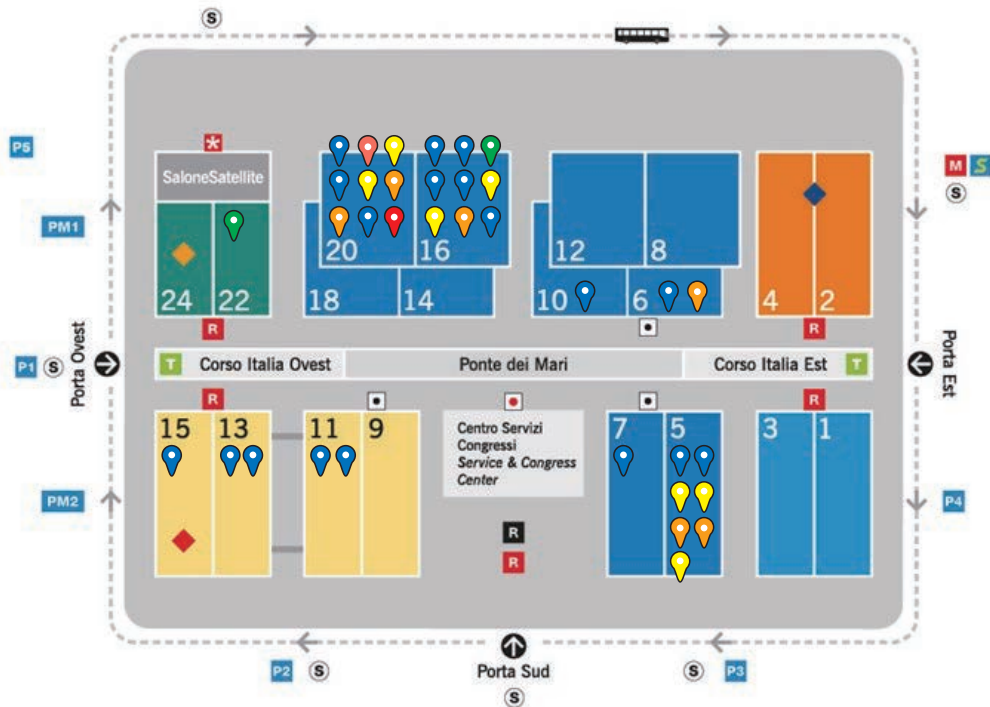 S
P5
SaloneSatellite
M S
S
PM1
20
16
12
8
24
22
18
14
10
6
4
2
R
R
P1 S
Porta Ovest
T Corso Italia Ovest
Ponte dei Mari
Corso Italia Est T
Porta Est
R
R
15
13
11
9
Centro Servizi
Congressi
Service & Congress
Center
7
5
3
1
PM2
P4
R
R
P2 S
Porta Sud
S
S P3